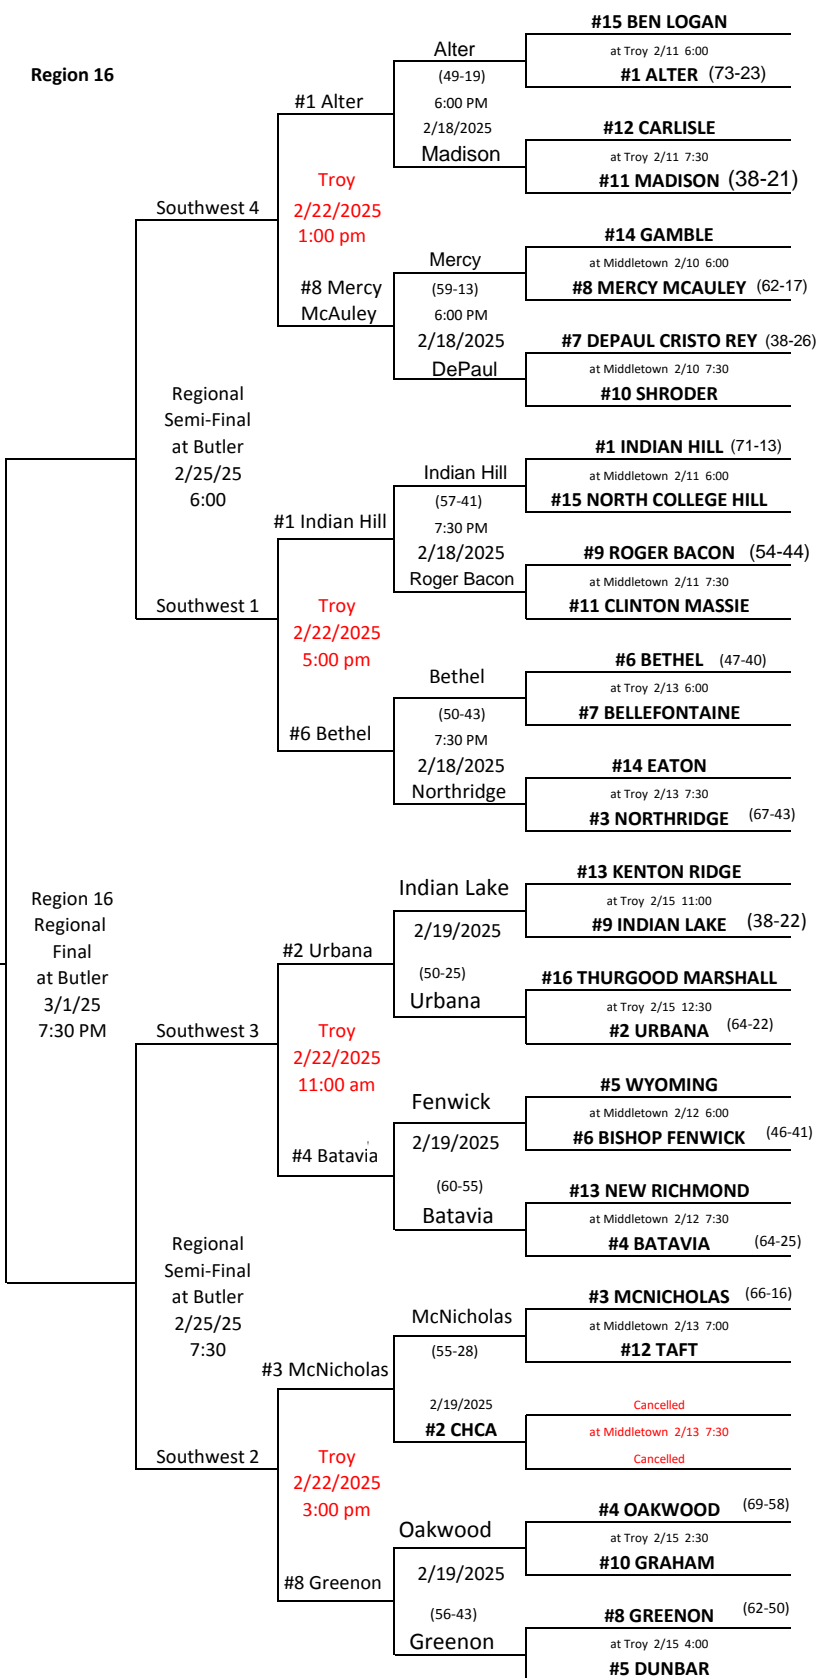 Region 16
#15 BEN LOGAN
at Troy 2/11 6:00
#1 ALTER (73-23)
Alter
(49-19)
6:00 PM
2/18/2025
Madison
#12 CARLISLE
at Troy 2/11 7:30
#11 MADISON (38-21)
#1 Alter
Troy
2/22/2025
1:00 pm
Southwest 4
#8 Mercy
McAuley
#14 GAMBLE
at Middletown 2/10 6:00
#8 MERCY MCAULEY (62-17)
Mercy
(59-13)
6:00 PM
2/18/2025
DePaul
#7 DEPAUL CRISTO REY (38-26)
at Middletown 2/10 7:30
#10 SHRODER
Regional
Semi-Final
at Butler
2/25/25
6:00
#1 INDIAN HILL (71-13)
at Middletown 2/11 6:00
#15 NORTH COLLEGE HILL
Indian Hill
(57-41)
7:30 PM
2/18/2025
Roger Bacon
#9 ROGER BACON (54-44)
at Middletown 2/11 7:30
#11 CLINTON MASSIE
#1 Indian Hill
Southwest 1
Troy
2/22/2025
5:00 pm
#6 Bethel
#6 BETHEL (47-40)
at Troy 2/13 6:00
#7 BELLEFONTAINE
Bethel
(50-43)
7:30 PM
2/18/2025
Northridge
#14 EATON
at Troy 2/13 7:30
#3 NORTHRIDGE (67-43)
Region 16
Regional
Final
at Butler
3/1/25
7:30 PM
#13 KENTON RIDGE
at Troy 2/15 11:00
#9 INDIAN LAKE (38-22)
Indian Lake
2/19/2025
(50-25)
Urbana
#16 THURGOOD MARSHALL
at Troy 2/15 12:30
#2 URBANA (64-22)
#2 Urbana
Southwest 3
Troy
2/22/2025
11:00 am
#4 Batavia
#5 WYOMING
at Middletown 2/12 6:00
#6 BISHOP FENWICK (46-41)
Fenwick
2/19/2025
(60-55)
Batavia
#13 NEW RICHMOND
at Middletown 2/12 7:30
#4 BATAVIA (64-25)
Regional
Semi-Final
at Butler
2/25/25
7:30
#3 MCNICHOLAS (66-16)
at Middletown 2/13 7:00
#12 TAFT
McNicholas
(55-28)
2/19/2025
#2 CHCA
Cancelled
at Middletown 2/13 7:30
Cancelled
#3 McNicholas
Southwest 2
Troy
2/22/2025
3:00 pm
#8 Greenon
#4 OAKWOOD (69-58)
at Troy 2/15 2:30
#10 GRAHAM
Oakwood
2/19/2025
(56-43)
Greenon
#8 GREENON (62-50)
at Troy 2/15 4:00
#5 DUNBAR